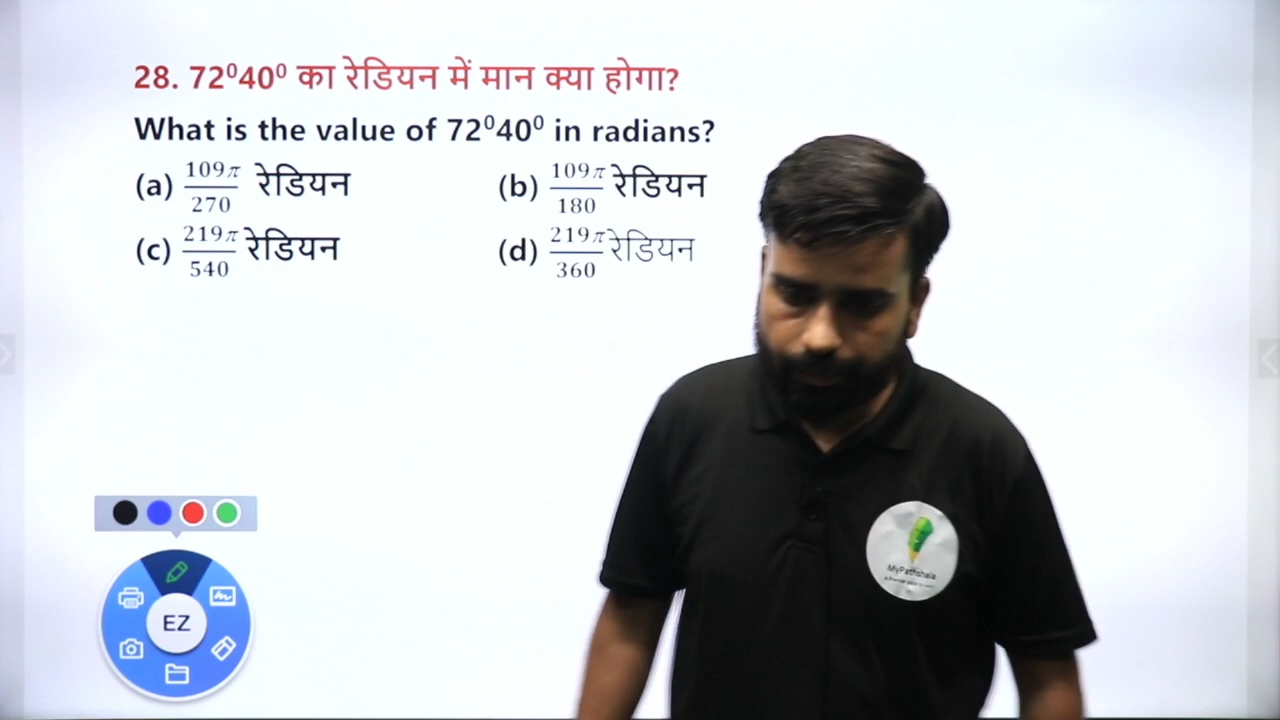 28. 72⁰40⁰ का रेडियन में मान क्या होगा?
What is the value of 72⁰40⁰ in radians?
(a) 109π/270 रेडियन (b) 109π/180 रेडियन
(c) 219π/540 रेडियन (d) 219π/360 रेडियन
EZ
MyPathshala